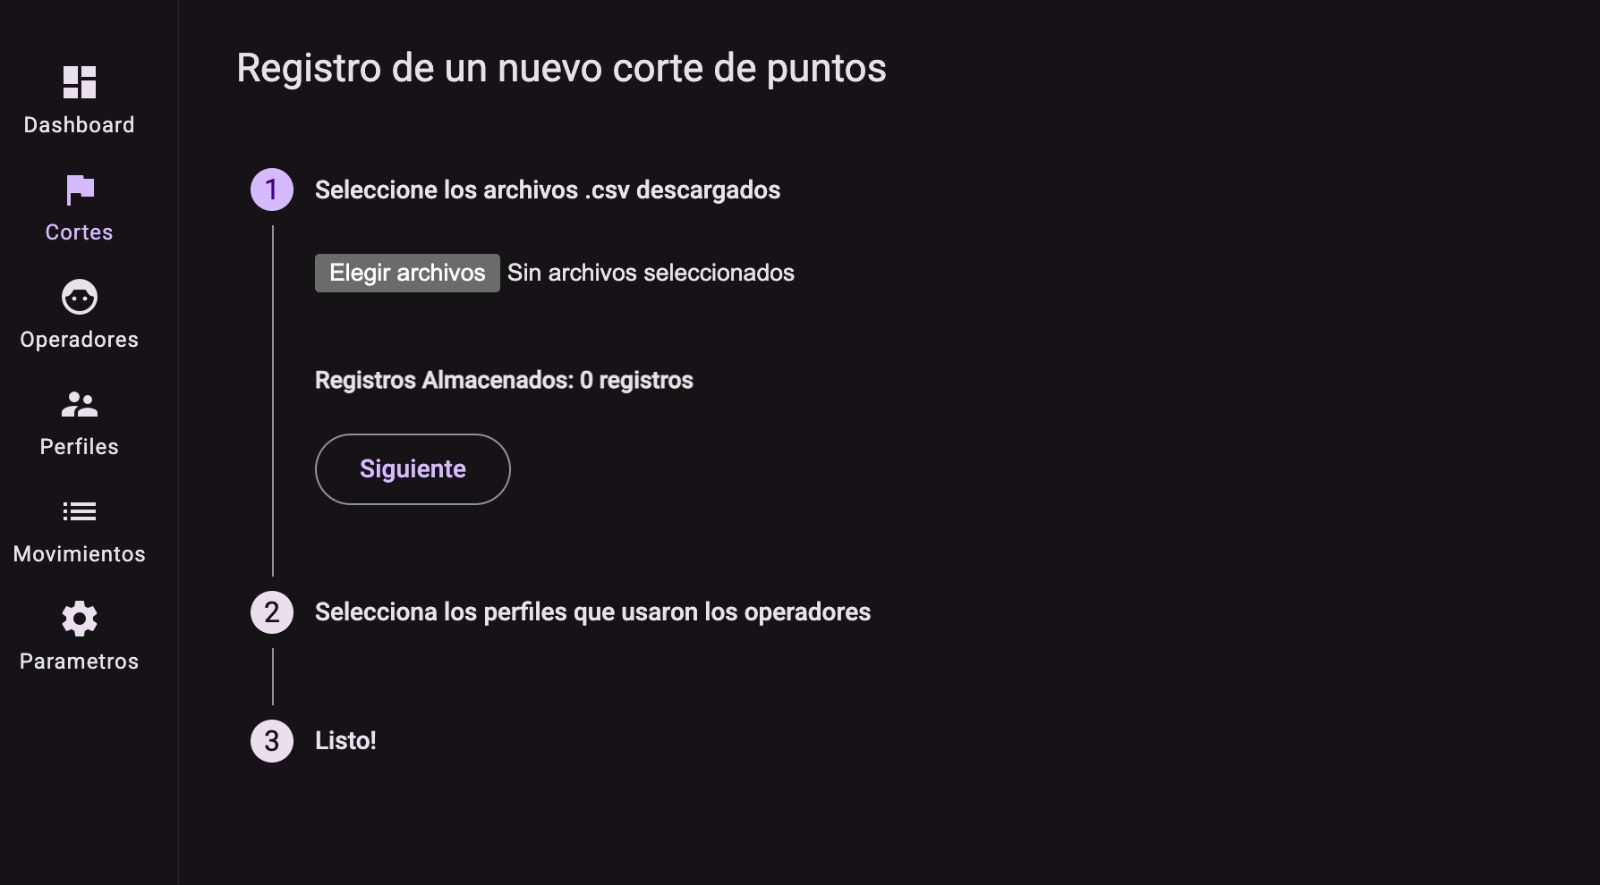 Dashboard
Cortes
Operadores
Perfiles
Movimientos
Parametros
Registro de un nuevo corte de puntos
1 Seleccione los archivos .csv descargados
Elegir archivos Sin archivos seleccionados
Registros Almacenados: 0 registros
Siguiente
2 Selecciona los perfiles que usaron los operadores
3 Listo!